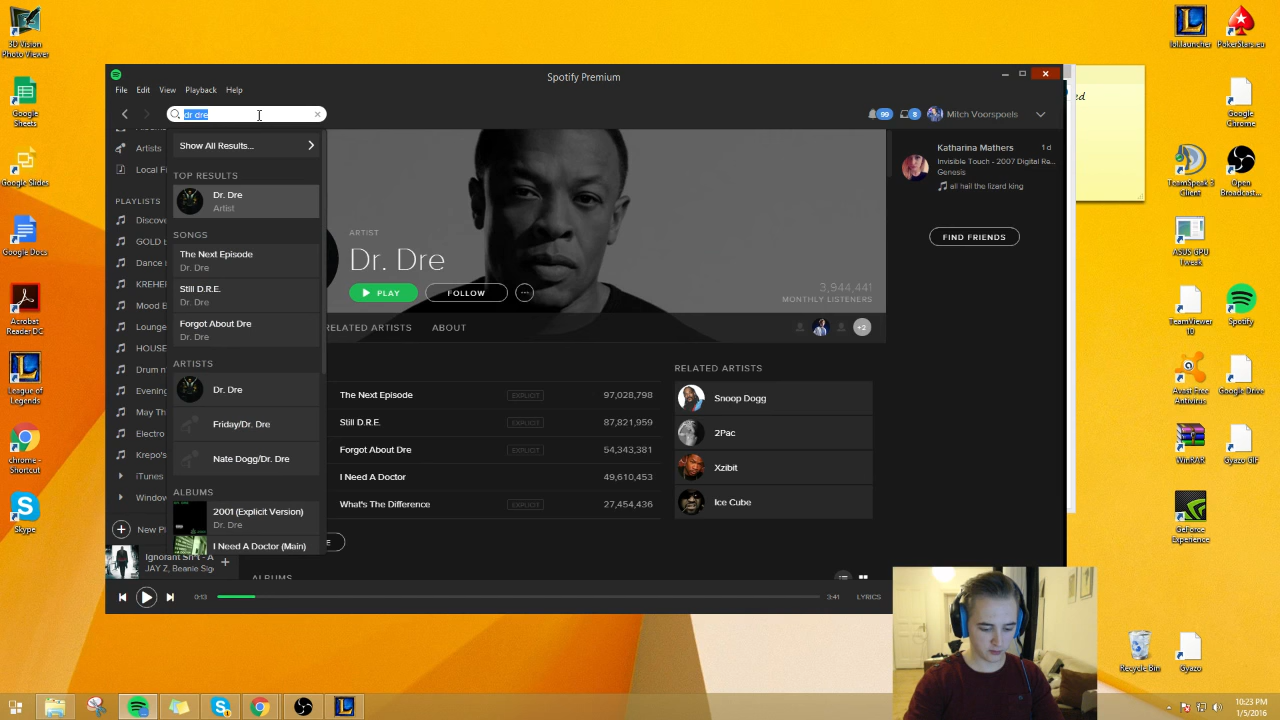 3D Vision
Photo Viewer
Google
Sheets
Google Slides
Google Docs
Acrobat
Reader DC
League of
Legends
chrome -
Shortcut
Skype
Spotify Premium
File Edit View Playback Help
dr dre
99
8
Mitch Voorspoels
Artists
Local Fi
PLAYLISTS
Discove
GOLD
Dance
KREHEI
Mood E
Lounge
HOUSE
Drum n
Evening
May Th
Electro
Krepo's
iTunes
Window
New Pl
Ignorant Sh*t - A
JAY Z, Beanie Sig
Show All Results...
TOP RESULTS
Dr. Dre
Artist
SONGS
The Next Episode
Dr. Dre
Still D.R.E.
Dr. Dre
Forgot About Dre
Dr. Dre
ARTISTS
Dr. Dre
Friday/Dr. Dre
Nate Dogg/Dr. Dre
ALBUMS
2001 (Explicit Version)
Dr. Dre
I Need A Doctor (Main)
ARTIST
Dr. Dre
PLAY
FOLLOW
3,944,441
MONTHLY LISTENERS
RELATED ARTISTS
ABOUT
+2
The Next Episode EXPLICIT 97,028,798
Still D.R.E. EXPLICIT 87,821,959
Forgot About Dre EXPLICIT 54,343,381
I Need A Doctor 49,610,453
What's The Difference EXPLICIT 27,454,436
E
ALBUMS
RELATED ARTISTS
Snoop Dogg
2Pac
Xzibit
Ice Cube
Katharina Mathers 1 d
Invisible Touch - 2007 Digital Re...
Genesis
all hail the lizard king
FIND FRIENDS
0:13
3:41
LYRICS
ed
lollauncher
PokerStars.eu
Google
Chrome
TeamSpeak 3
Client
Open
Broadcast...
ASUS GPU
Tweak
TeamViewer
10
Spotify
Avast Free
Antivirus
Google Drive
WinRAR
Gyazo GIF
GeForce
Experience
Recycle Bin
Gyazo
10:23 PM
1/5/2016